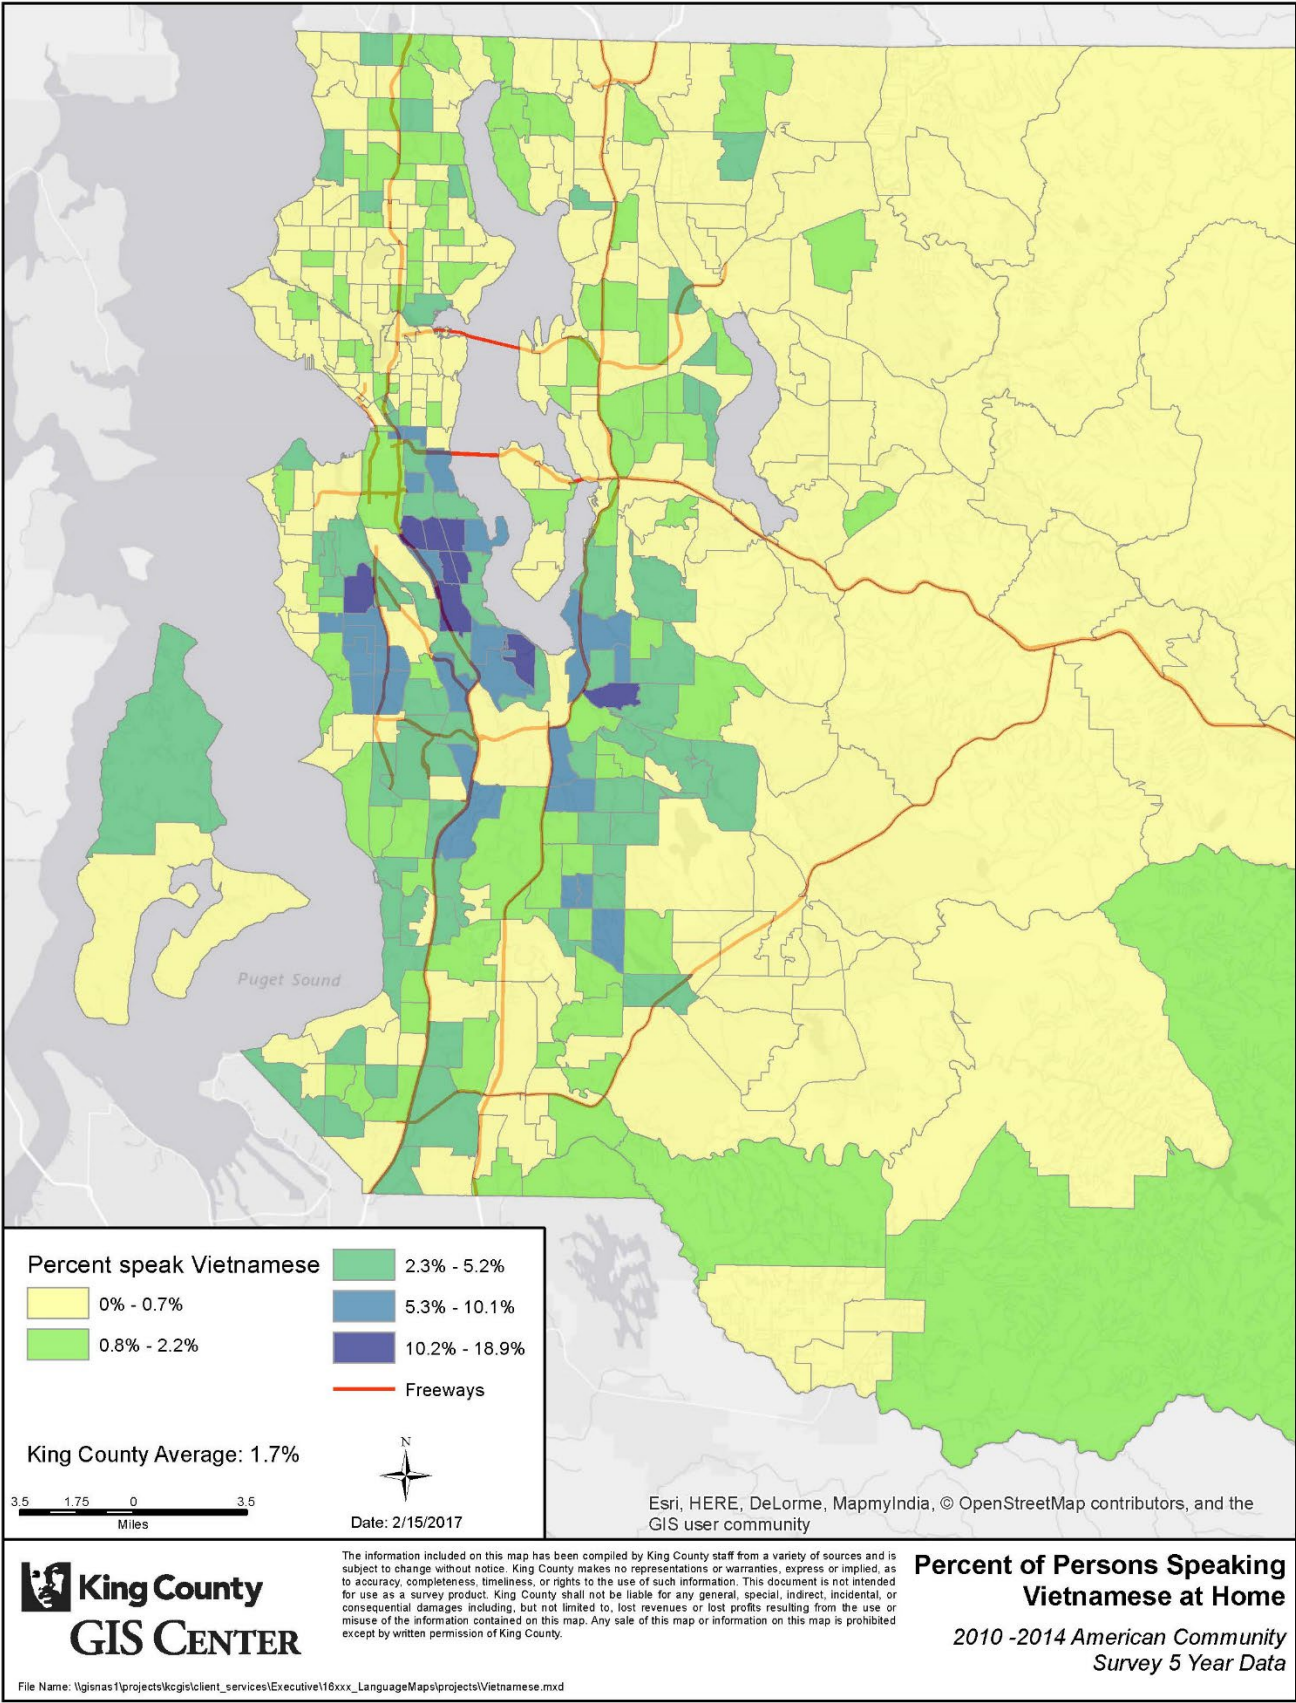 Puget Sound
Percent speak Vietnamese
0% - 0.7%
0.8% - 2.2%
2.3% - 5.2%
5.3% - 10.1%
10.2% - 18.9%
Freeways
King County Average: 1.7%
N
3.5 1.75 0 3.5
Miles
Date: 2/15/2017
Esri, HERE, DeLorme, MapmyIndia, © OpenStreetMap contributors, and the
GIS user community
King County
GIS CENTER
The information included on this map has been compiled by King County staff from a variety of sources and is
subject to change without notice. King County makes no representations or warranties, express or implied, as
to accuracy, completeness, timeliness, or rights to the use of such information. This document is not intended
for use as a survey product. King County shall not be liable for any general, special, indirect, incidental, or
consequential damages including, but not limited to, lost revenues or lost profits resulting from the use or
misuse of the information contained on this map. Any sale of this map or information on this map is prohibited
except by written permission of King County.
Percent of Persons Speaking
Vietnamese at Home
2010 -2014 American Community
Survey 5 Year Data
File Name: \\gisnas1\projects\kcgis\client_services\Executive\16xxx_LanguageMaps\projects\Vietnamese.mxd